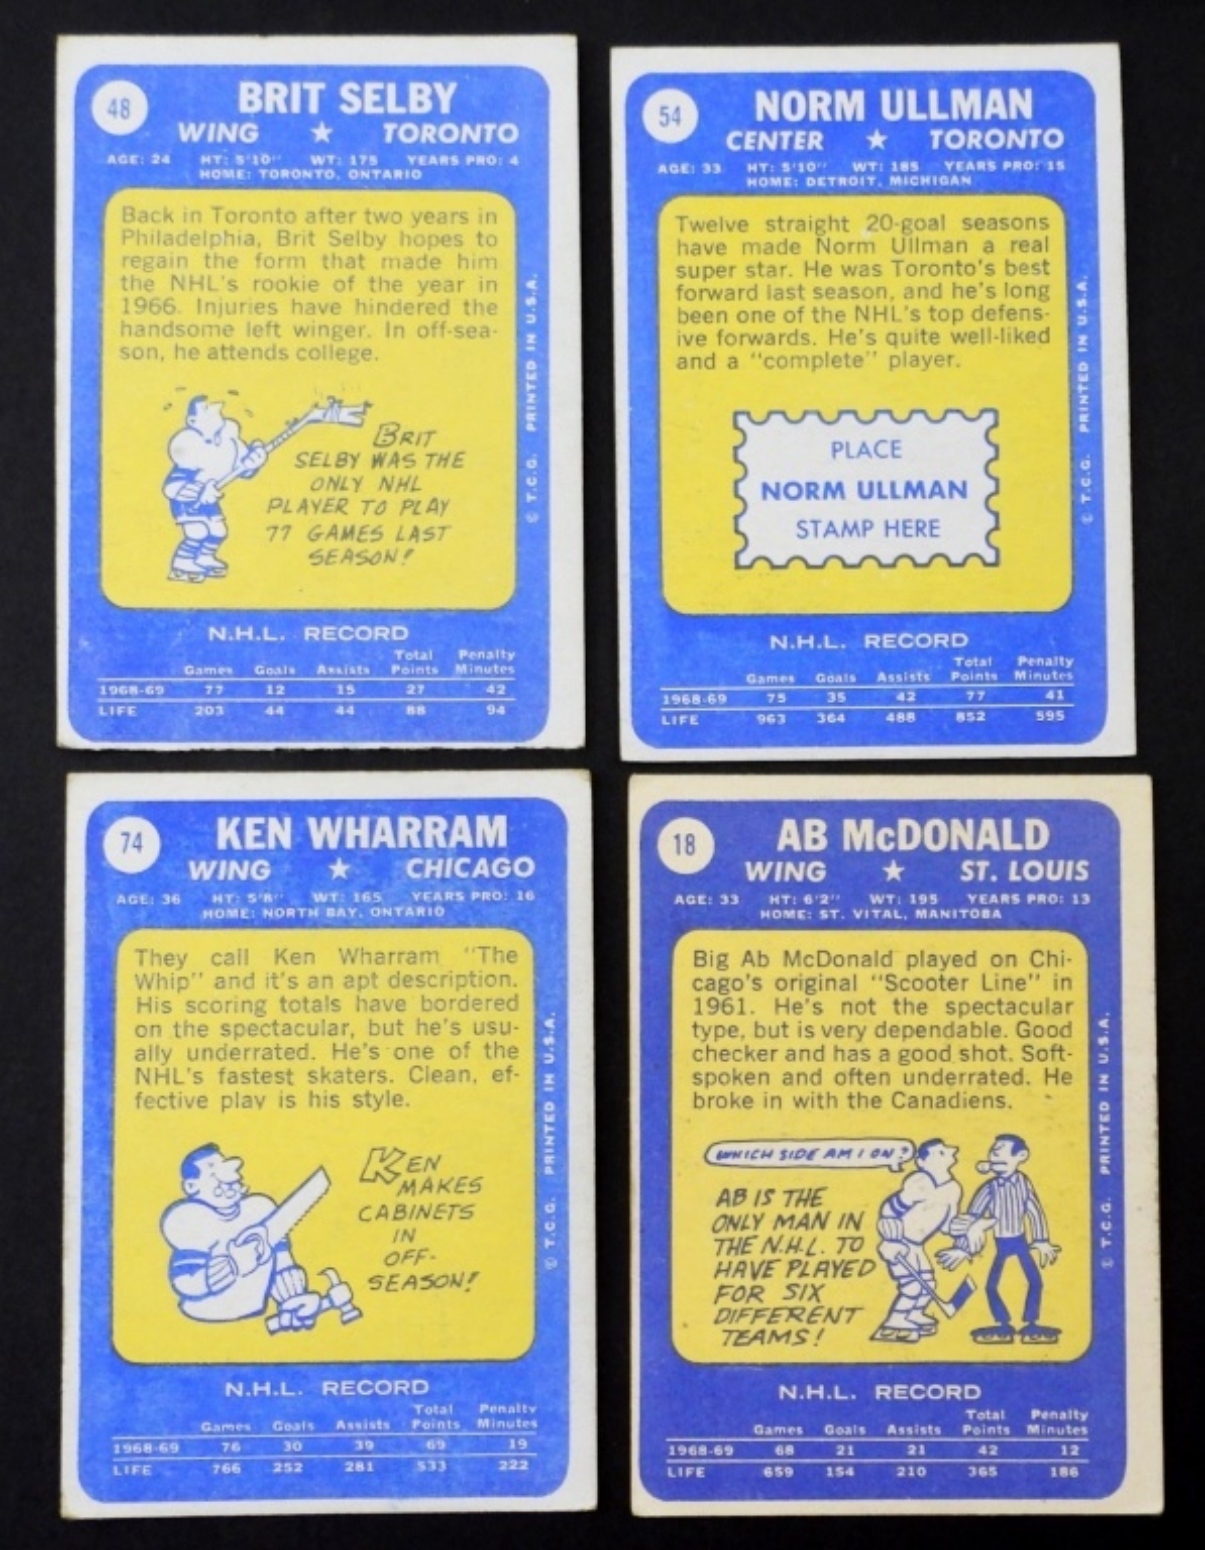 48
BRIT SELBY
WING ★ TORONTO
AGE: 24 HT: 5'10" WT: 175 YEARS PRO: 4
HOME: TORONTO, ONTARIO
Back in Toronto after two years in
Philadelphia, Brit Selby hopes to
regain the form that made him
the NHL's rookie of the year in
1966. Injuries have hindered the
handsome left winger. In off-sea-
son, he attends college.
BRIT
SELBY WAS THE
ONLY NHL
PLAYER TO PLAY
77 GAMES LAST
SEASON!
© T.C.G. PRINTED IN U.S.A.
N.H.L. RECORD
Games Goals Assists Total Points Penalty Minutes
1968-69 77 12 15 27 42
LIFE 203 44 44 88 94
54
NORM ULLMAN
CENTER ★ TORONTO
AGE: 33 HT: 5'10" WT: 185 YEARS PRO: 15
HOME: DETROIT, MICHIGAN
Twelve straight 20-goal seasons
have made Norm Ullman a real
super star. He was Toronto's best
forward last season, and he's long
been one of the NHL's top defens-
ive forwards. He's quite well-liked
and a "complete" player.
PLACE
NORM ULLMAN
STAMP HERE
© T.C.G. PRINTED IN U.S.A.
N.H.L. RECORD
Games Goals Assists Total Points Penalty Minutes
1968-69 75 35 42 77 41
LIFE 963 364 488 852 595
74
KEN WHARRAM
WING ★ CHICAGO
AGE: 36 HT: 5'8" WT: 165 YEARS PRO: 16
HOME: NORTH BAY, ONTARIO
They call Ken Wharram "The
Whip" and it's an apt description.
His scoring totals have bordered
on the spectacular, but he's usu-
ally underrated. He's one of the
NHL's fastest skaters. Clean, ef-
fective play is his style.
KEN
MAKES
CABINETS
IN
OFF-
SEASON!
© T.C.G. PRINTED IN U.S.A.
N.H.L. RECORD
Games Goals Assists Total Points Penalty Minutes
1968-69 76 30 39 69 19
LIFE 766 252 281 533 222
18
AB McDONALD
WING ★ ST. LOUIS
AGE: 33 HT: 6'2" WT: 195 YEARS PRO: 13
HOME: ST. VITAL, MANITOBA
Big Ab McDonald played on Chi-
cago's original "Scooter Line" in
1961. He's not the spectacular
type, but is very dependable. Good
checker and has a good shot. Soft-
spoken and often underrated. He
broke in with the Canadiens.
WHICH SIDE AM I ON?
AB IS THE
ONLY MAN IN
THE N.H.L. TO
HAVE PLAYED
FOR SIX
DIFFERENT
TEAMS!
© T.C.G. PRINTED IN U.S.A.
N.H.L. RECORD
Games Goals Assists Total Points Penalty Minutes
1968-69 68 21 21 42 12
LIFE 659 154 210 365 186